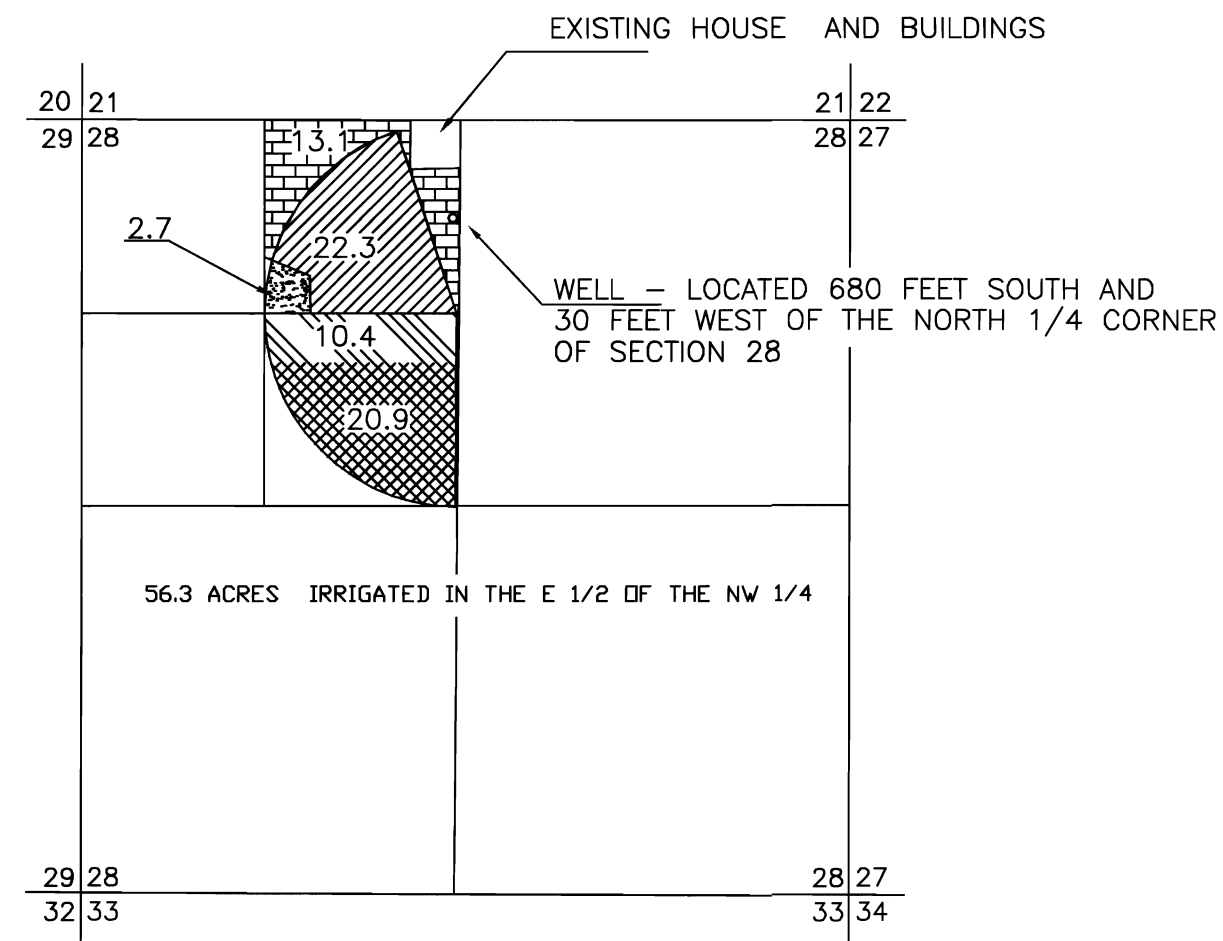 EXISTING HOUSE AND BUILDINGS
20 21
21 22
29 28
28 27
13.1
2.7
22.3
WELL – LOCATED 680 FEET SOUTH AND
30 FEET WEST OF THE NORTH 1/4 CORNER
OF SECTION 28
10.4
20.9
56.3 ACRES IRRIGATED IN THE E 1/2 OF THE NW 1/4
29 28
28 27
32 33
33 34